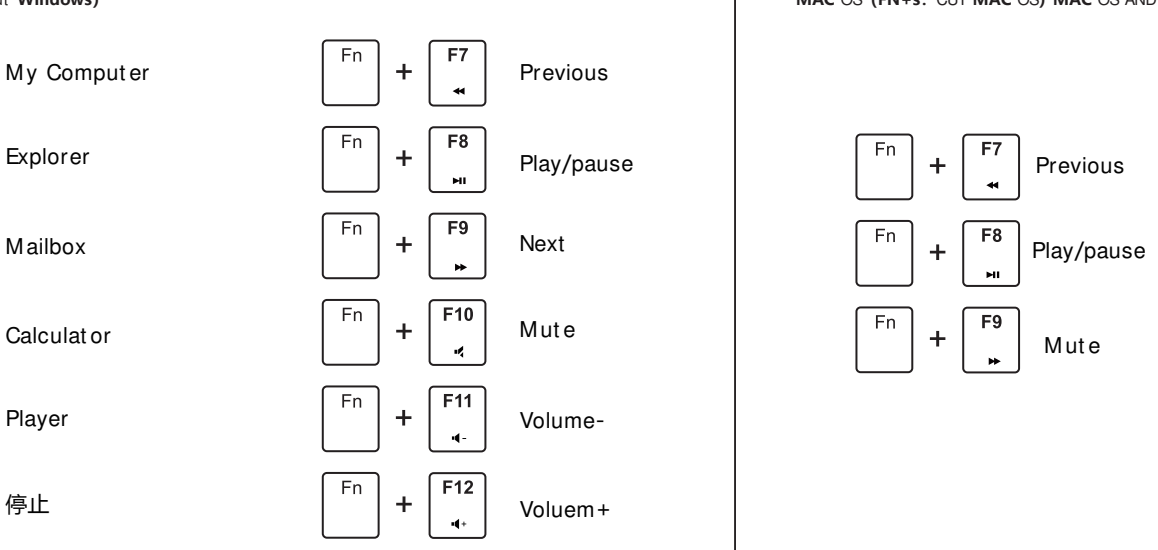 Windows)
MAC OS (FN+s: CUT MAC OS) MAC OS AND
My Computer
Fn + F7 Previous
Explorer
Fn + F8 Play/pause
Mailbox
Fn + F9 Next
Calculator
Fn + F10 Mute
Player
Fn + F11 - Volume-
停止
Fn + F12 + Voluem+
Fn + F7 Previous
Fn + F8 Play/pause
Fn + F9 Mute